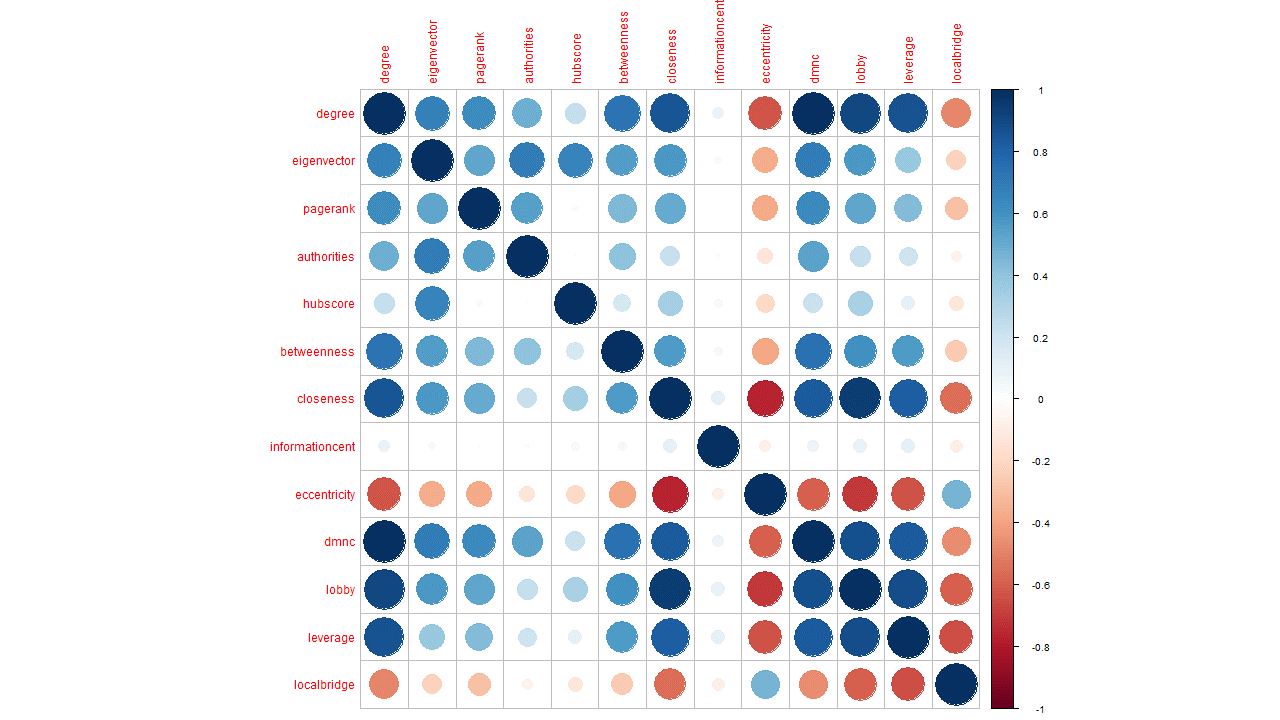 degree
eigenvector
pagerank
authorities
hubscore
betweenness
closeness
informationcent
eccentricity
dmnc
lobby
leverage
localbridge
degree
eigenvector
pagerank
authorities
hubscore
betweenness
closeness
informationcent
eccentricity
dmnc
lobby
leverage
localbridge
1
0.8
0.6
0.4
0.2
0
-0.2
-0.4
-0.6
-0.8
-1